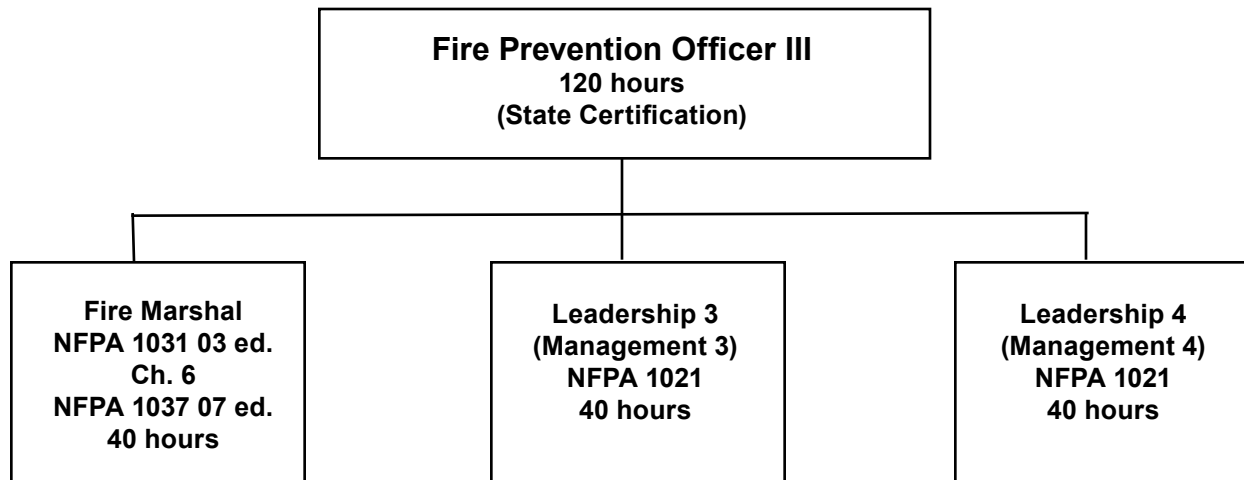 Fire Prevention Officer III
120 hours
(State Certification)
Fire Marshal
NFPA 1031 03 ed.
Ch. 6
NFPA 1037 07 ed.
40 hours
Leadership 3
(Management 3)
NFPA 1021
40 hours
Leadership 4
(Management 4)
NFPA 1021
40 hours